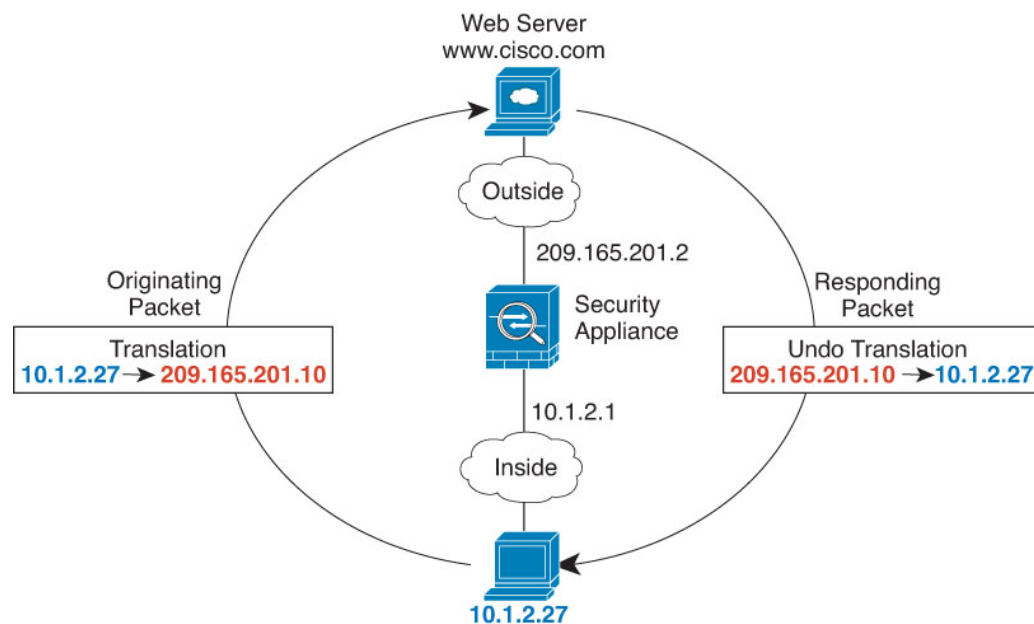 Web Server
www.cisco.com
Outside
209.165.201.2
Originating
Packet
Translation
10.1.2.27 → 209.165.201.10
Security
Appliance
Responding
Packet
Undo Translation
209.165.201.10 → 10.1.2.27
10.1.2.1
Inside
10.1.2.27